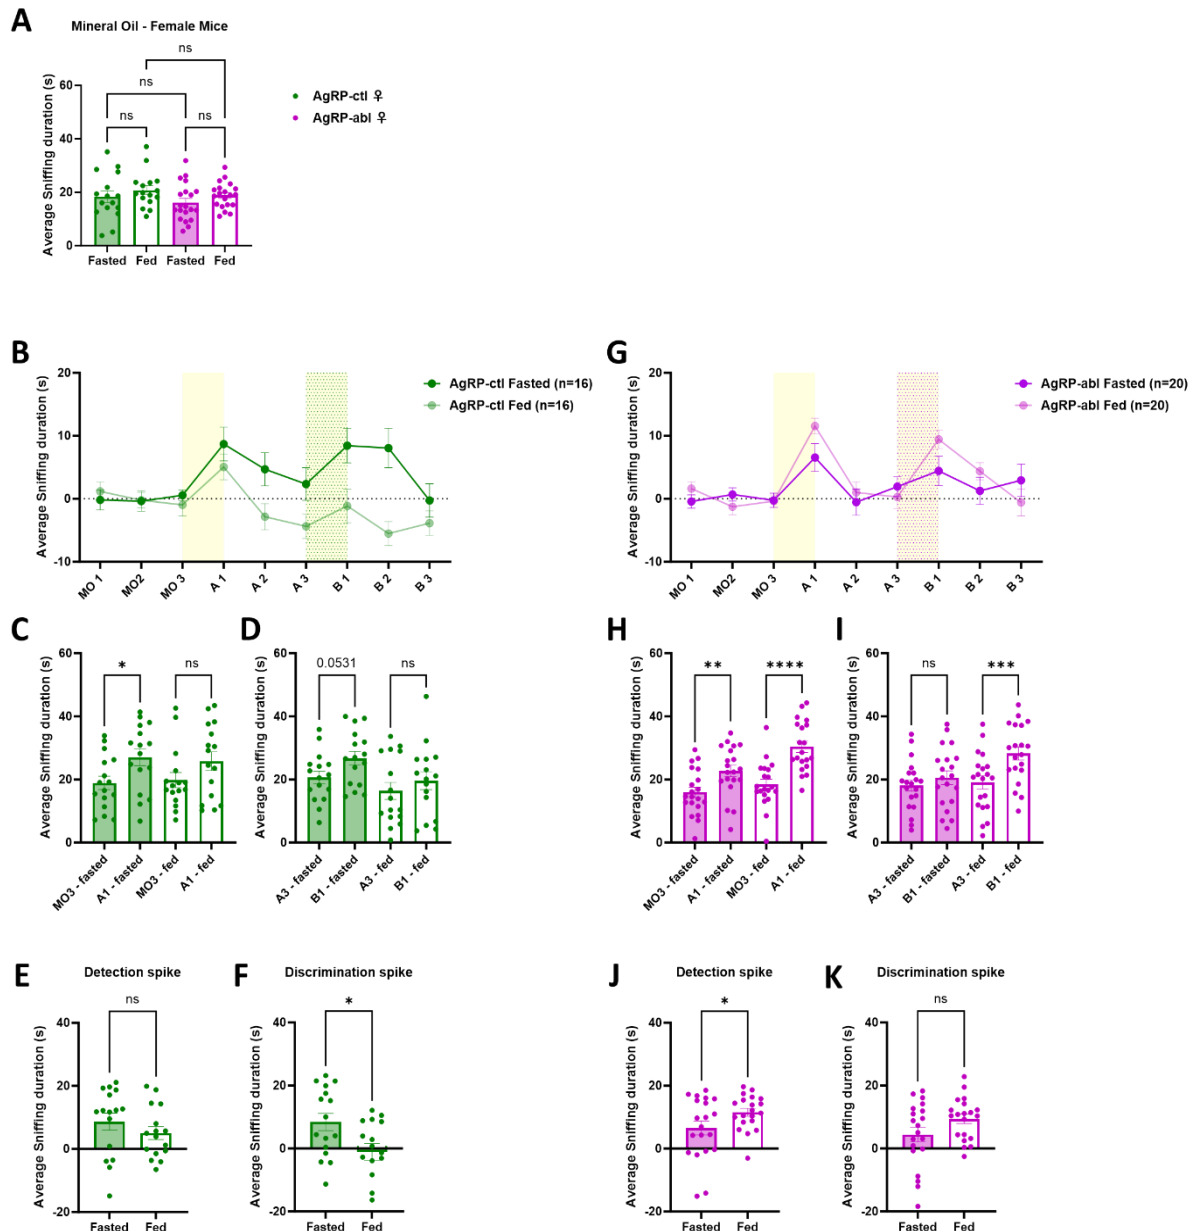 A
Mineral Oil - Female Mice
Average Sniffing duration (s)
60
40
20
0
ns
ns
ns
ns
Fasted
Fed
Fasted
Fed
AgRP-ctl ♀
AgRP-abl ♀
B
Average Sniffing duration (s)
20
10
0
-10
MO 1
MO2
MO 3
A 1
A 2
A 3
B 1
B 2
B 3
AgRP-ctl Fasted (n=16)
AgRP-ctl Fed (n=16)
G
Average Sniffing duration (s)
20
10
0
-10
MO1
MO2
MO 3
A 1
A 2
A 3
B 1
B 2
B 3
AgRP-abl Fasted (n=20)
AgRP-abl Fed (n=20)
C
Average Sniffing duration (s)
60
40
20
0
*
ns
MO3 - fasted
A1 - fasted
MO3 - fed
A1 - fed
D
Average Sniffing duration (s)
60
40
20
0
0.0531
ns
A3 - fasted
B1 - fasted
A3 - fed
B1 - fed
H
Average Sniffing duration (s)
60
40
20
0
**
****
MO3 - fasted
A1 - fasted
MO3 - fed
A1 - fed
I
Average Sniffing duration (s)
60
40
20
0
ns
***
A3 - fasted
B1 - fasted
A3 - fed
B1 - fed
E
Detection spike
Average Sniffing duration (s)
40
20
0
-20
ns
Fasted
Fed
F
Discrimination spike
Average Sniffing duration (s)
40
20
0
-20
*
Fasted
Fed
J
Detection spike
Average Sniffing duration (s)
40
20
0
-20
*
Fasted
Fed
K
Discrimination spike
Average Sniffing duration (s)
40
20
0
-20
ns
Fasted
Fed